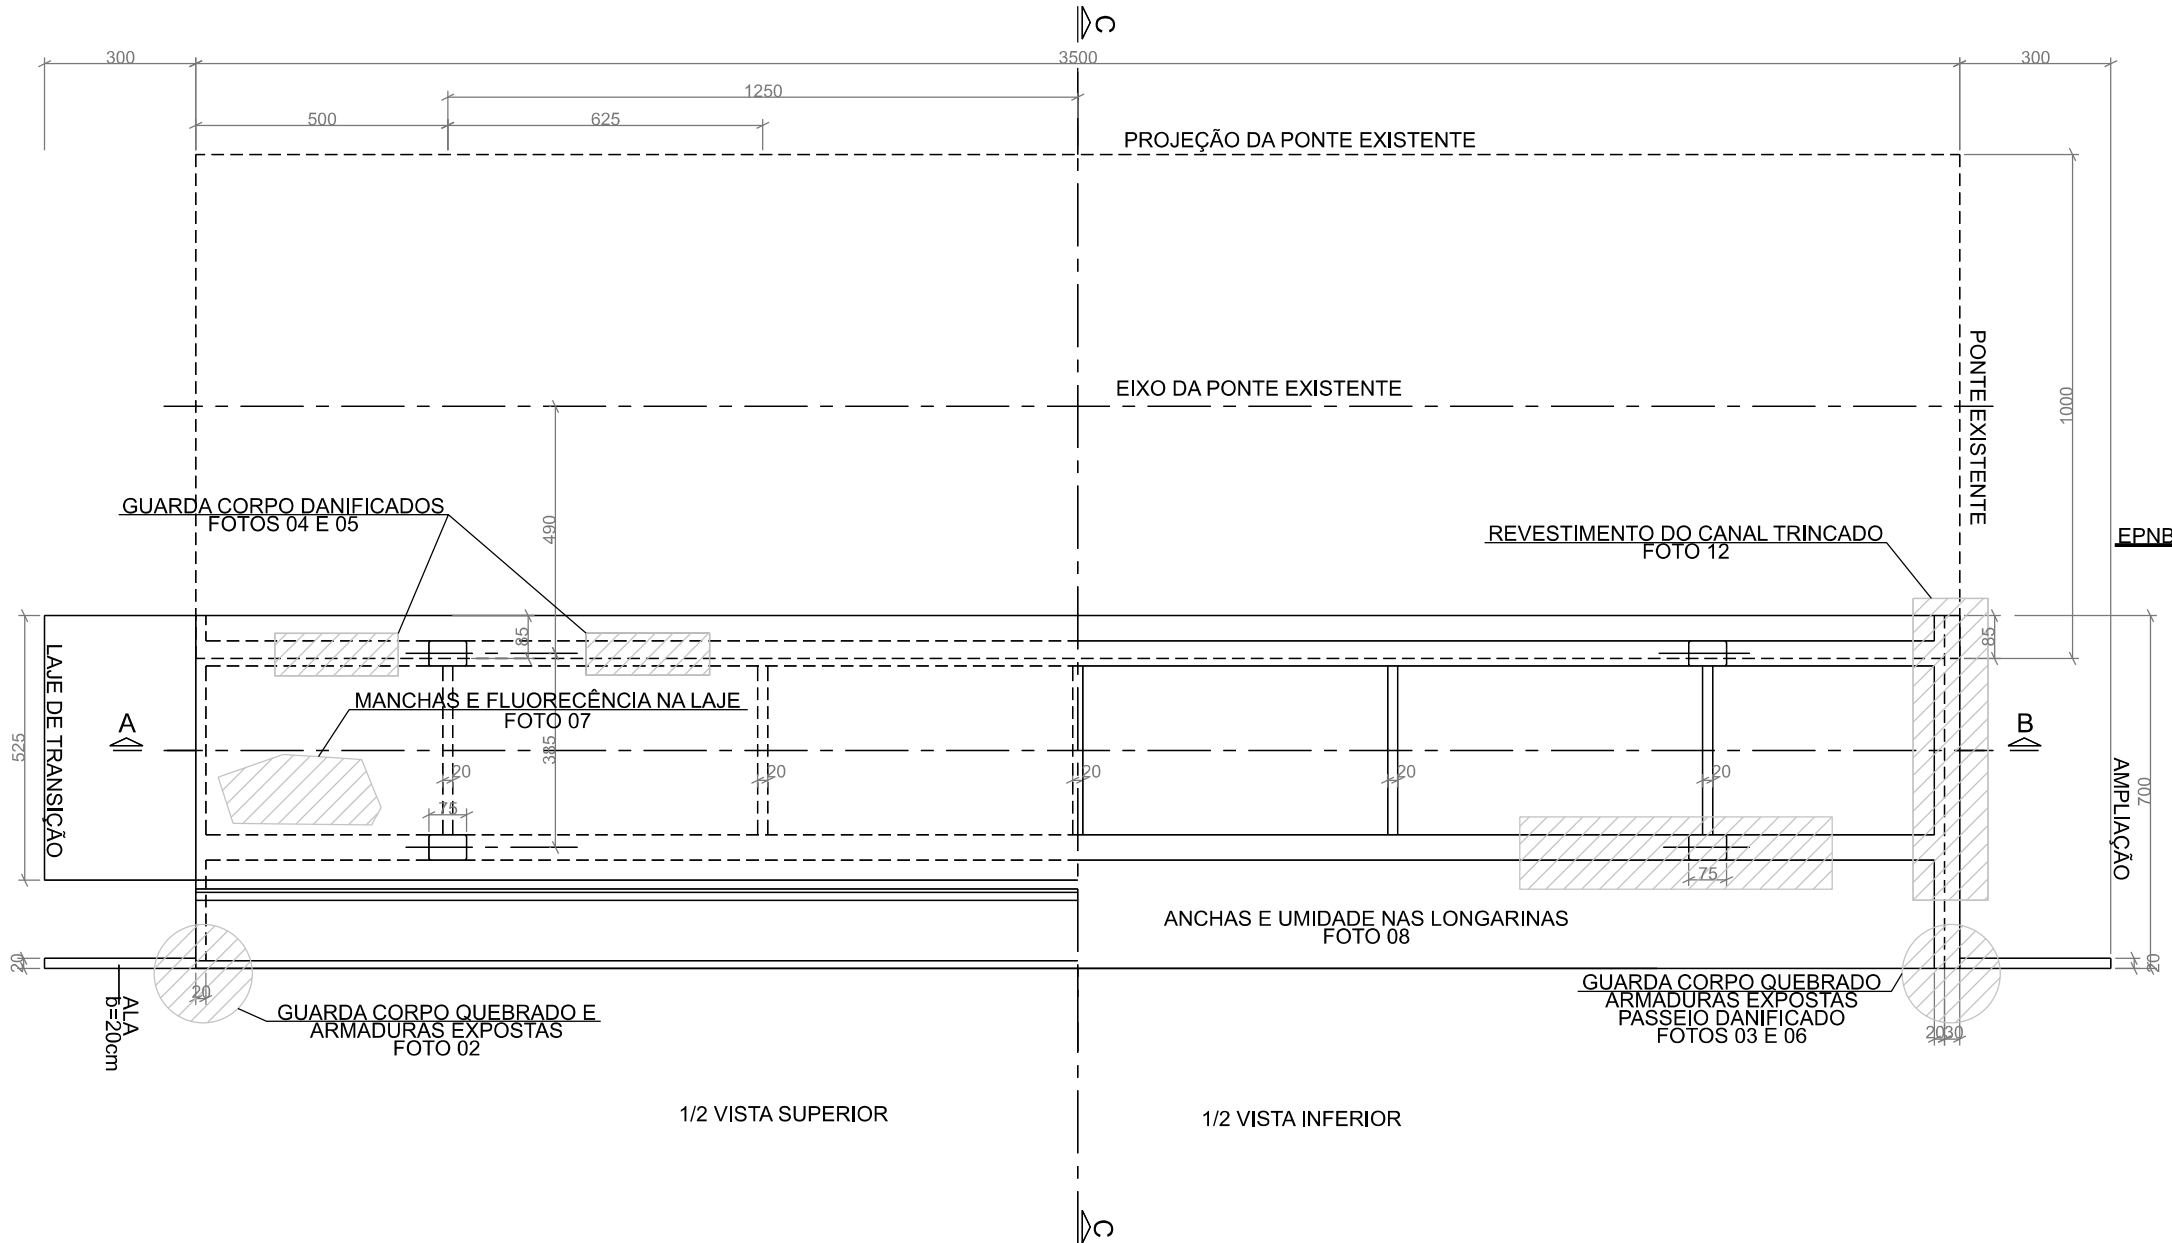 C
300
3500
300
1250
500
625
PROJEÇÃO DA PONTE EXISTENTE
EIXO DA PONTE EXISTENTE
PONTE EXISTENTE
1000
GUARDA CORPO DANIFICADOS
FOTOS 04 E 05
490
REVESTIMENTO DO CANAL TRINCADO
FOTO 12
EPNB
85
85
LAJE DE TRANSIÇÃO
525
A
MANCHAS E FLUORECÊNCIA NA LAJE
FOTO 07
385
B
20
20
20
20
20
75
75
AMPLIAÇÃO
700
ANCHAS E UMIDADE NAS LONGARINAS
FOTO 08
20
20
20
ALA
b=20cm
GUARDA CORPO QUEBRADO E
ARMADURAS EXPOSTAS
FOTO 02
GUARDA CORPO QUEBRADO
ARMADURAS EXPOSTAS
PASSEIO DANIFICADO
FOTOS 03 E 06
20
30
1/2 VISTA SUPERIOR
1/2 VISTA INFERIOR
C